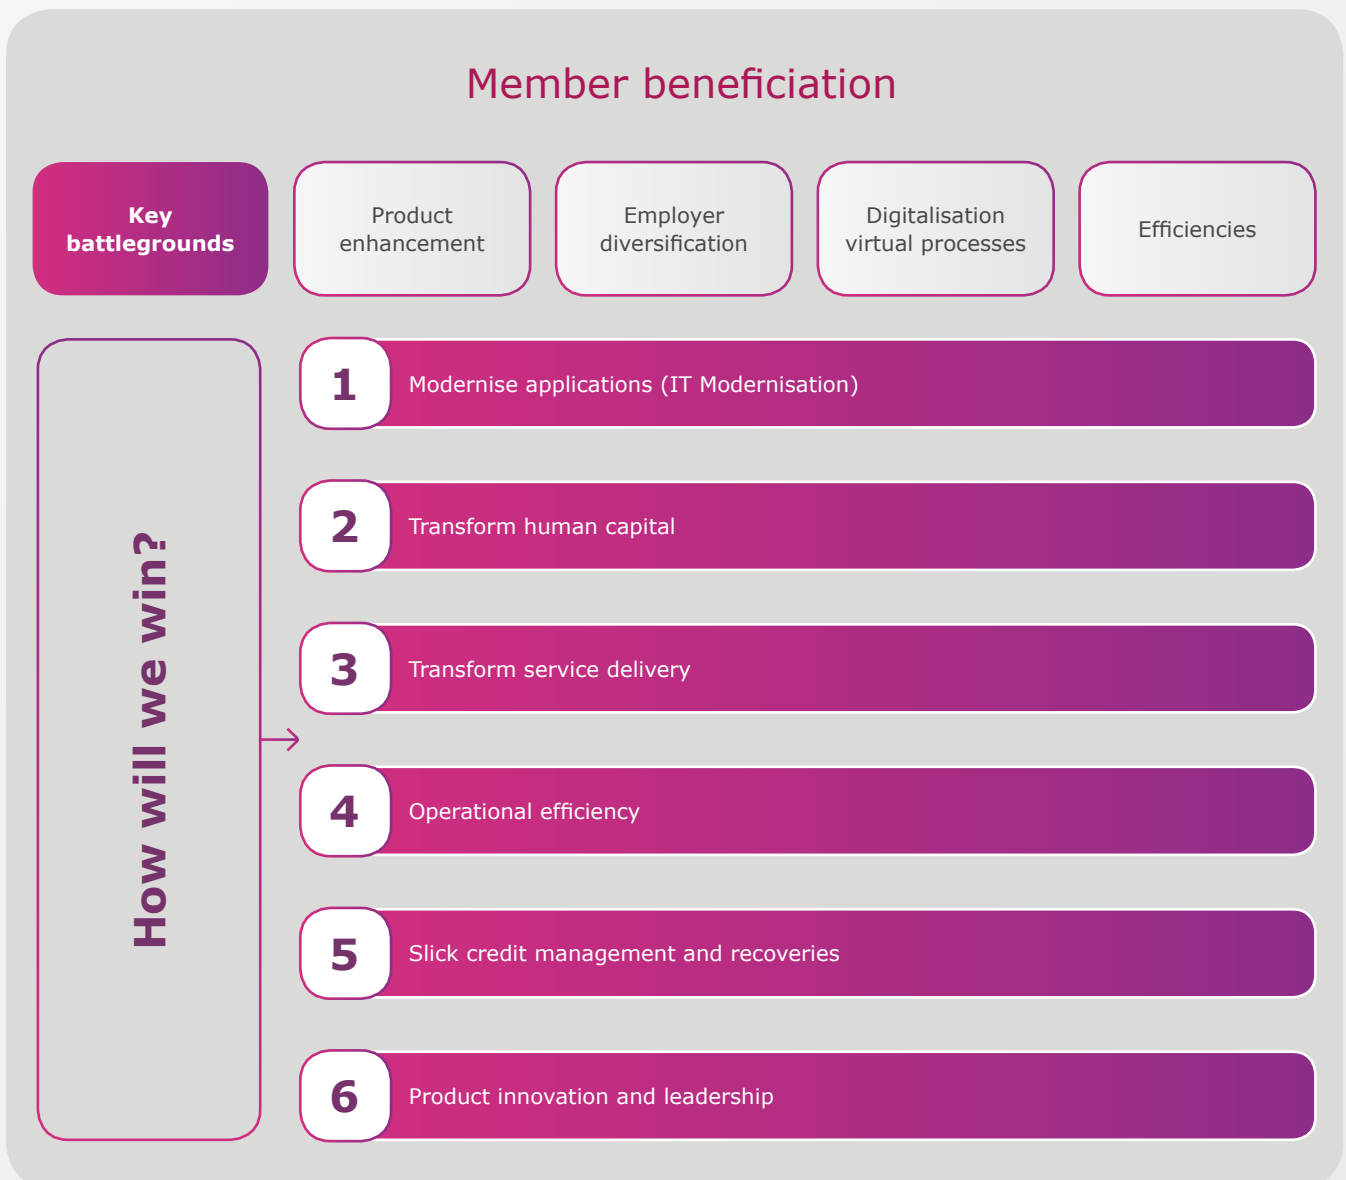 Member beneficiation
Key
battlegrounds
Product
enhancement
Employer
diversification
Digitalisation
virtual processes
Efficiencies
How will we win?
1
Modernise applications (IT Modernisation)
2
Transform human capital
3
Transform service delivery
4
Operational efficiency
5
Slick credit management and recoveries
6
Product innovation and leadership